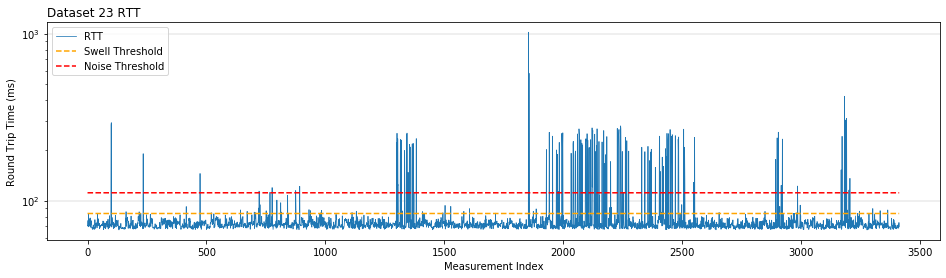 Dataset 23 RTT
10³
10²
Round Trip Time (ms)
RTT
Swell Threshold
Noise Threshold
0 500 1000 1500 2000 2500 3000 3500
Measurement Index